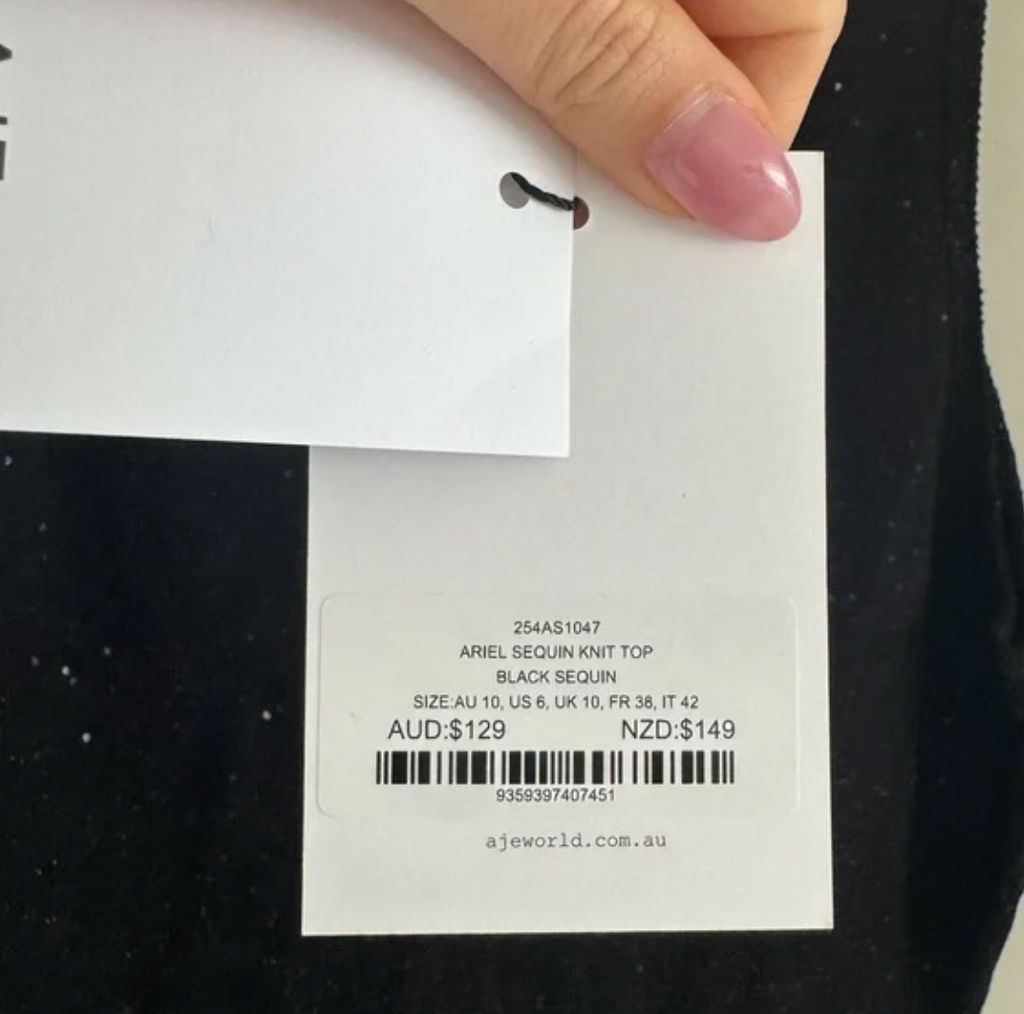 254AS1047
ARIEL SEQUIN KNIT TOP
BLACK SEQUIN
SIZE:AU 10, US 6, UK 10, FR 38, IT 42
AUD:$129 NZD:$149
9359397407451
ajeworld.com.au